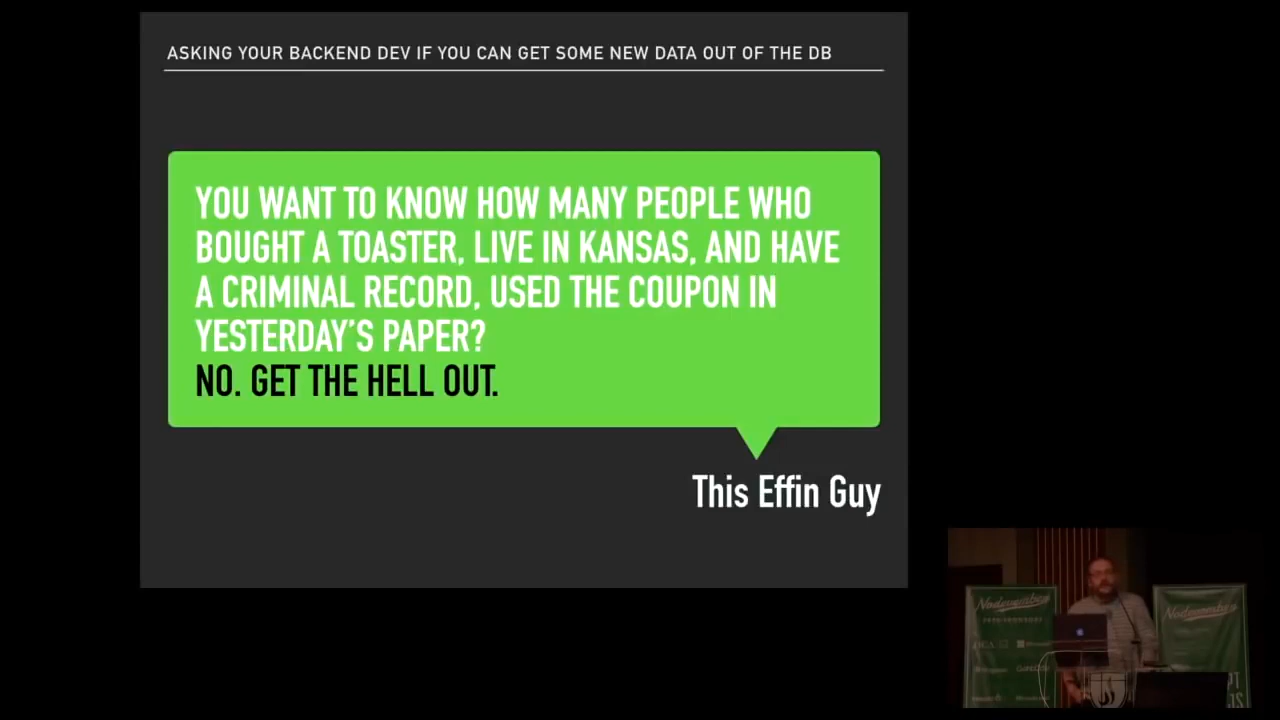 ASKING YOUR BACKEND DEV IF YOU CAN GET SOME NEW DATA OUT OF THE DB
YOU WANT TO KNOW HOW MANY PEOPLE WHO
BOUGHT A TOASTER, LIVE IN KANSAS, AND HAVE
A CRIMINAL RECORD, USED THE COUPON IN
YESTERDAY'S PAPER?
NO. GET THE HELL OUT.
This Effin Guy
Nodevember
Nodevember